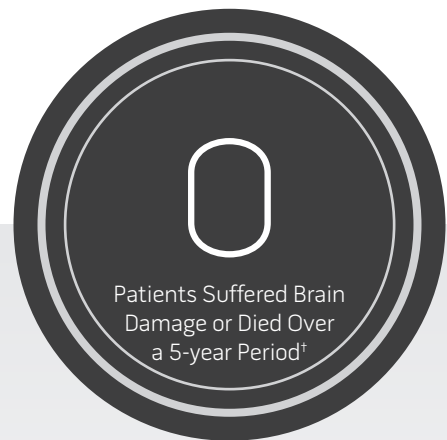 0
Patients Suffered Brain
Damage or Died Over
a 5-year Period†